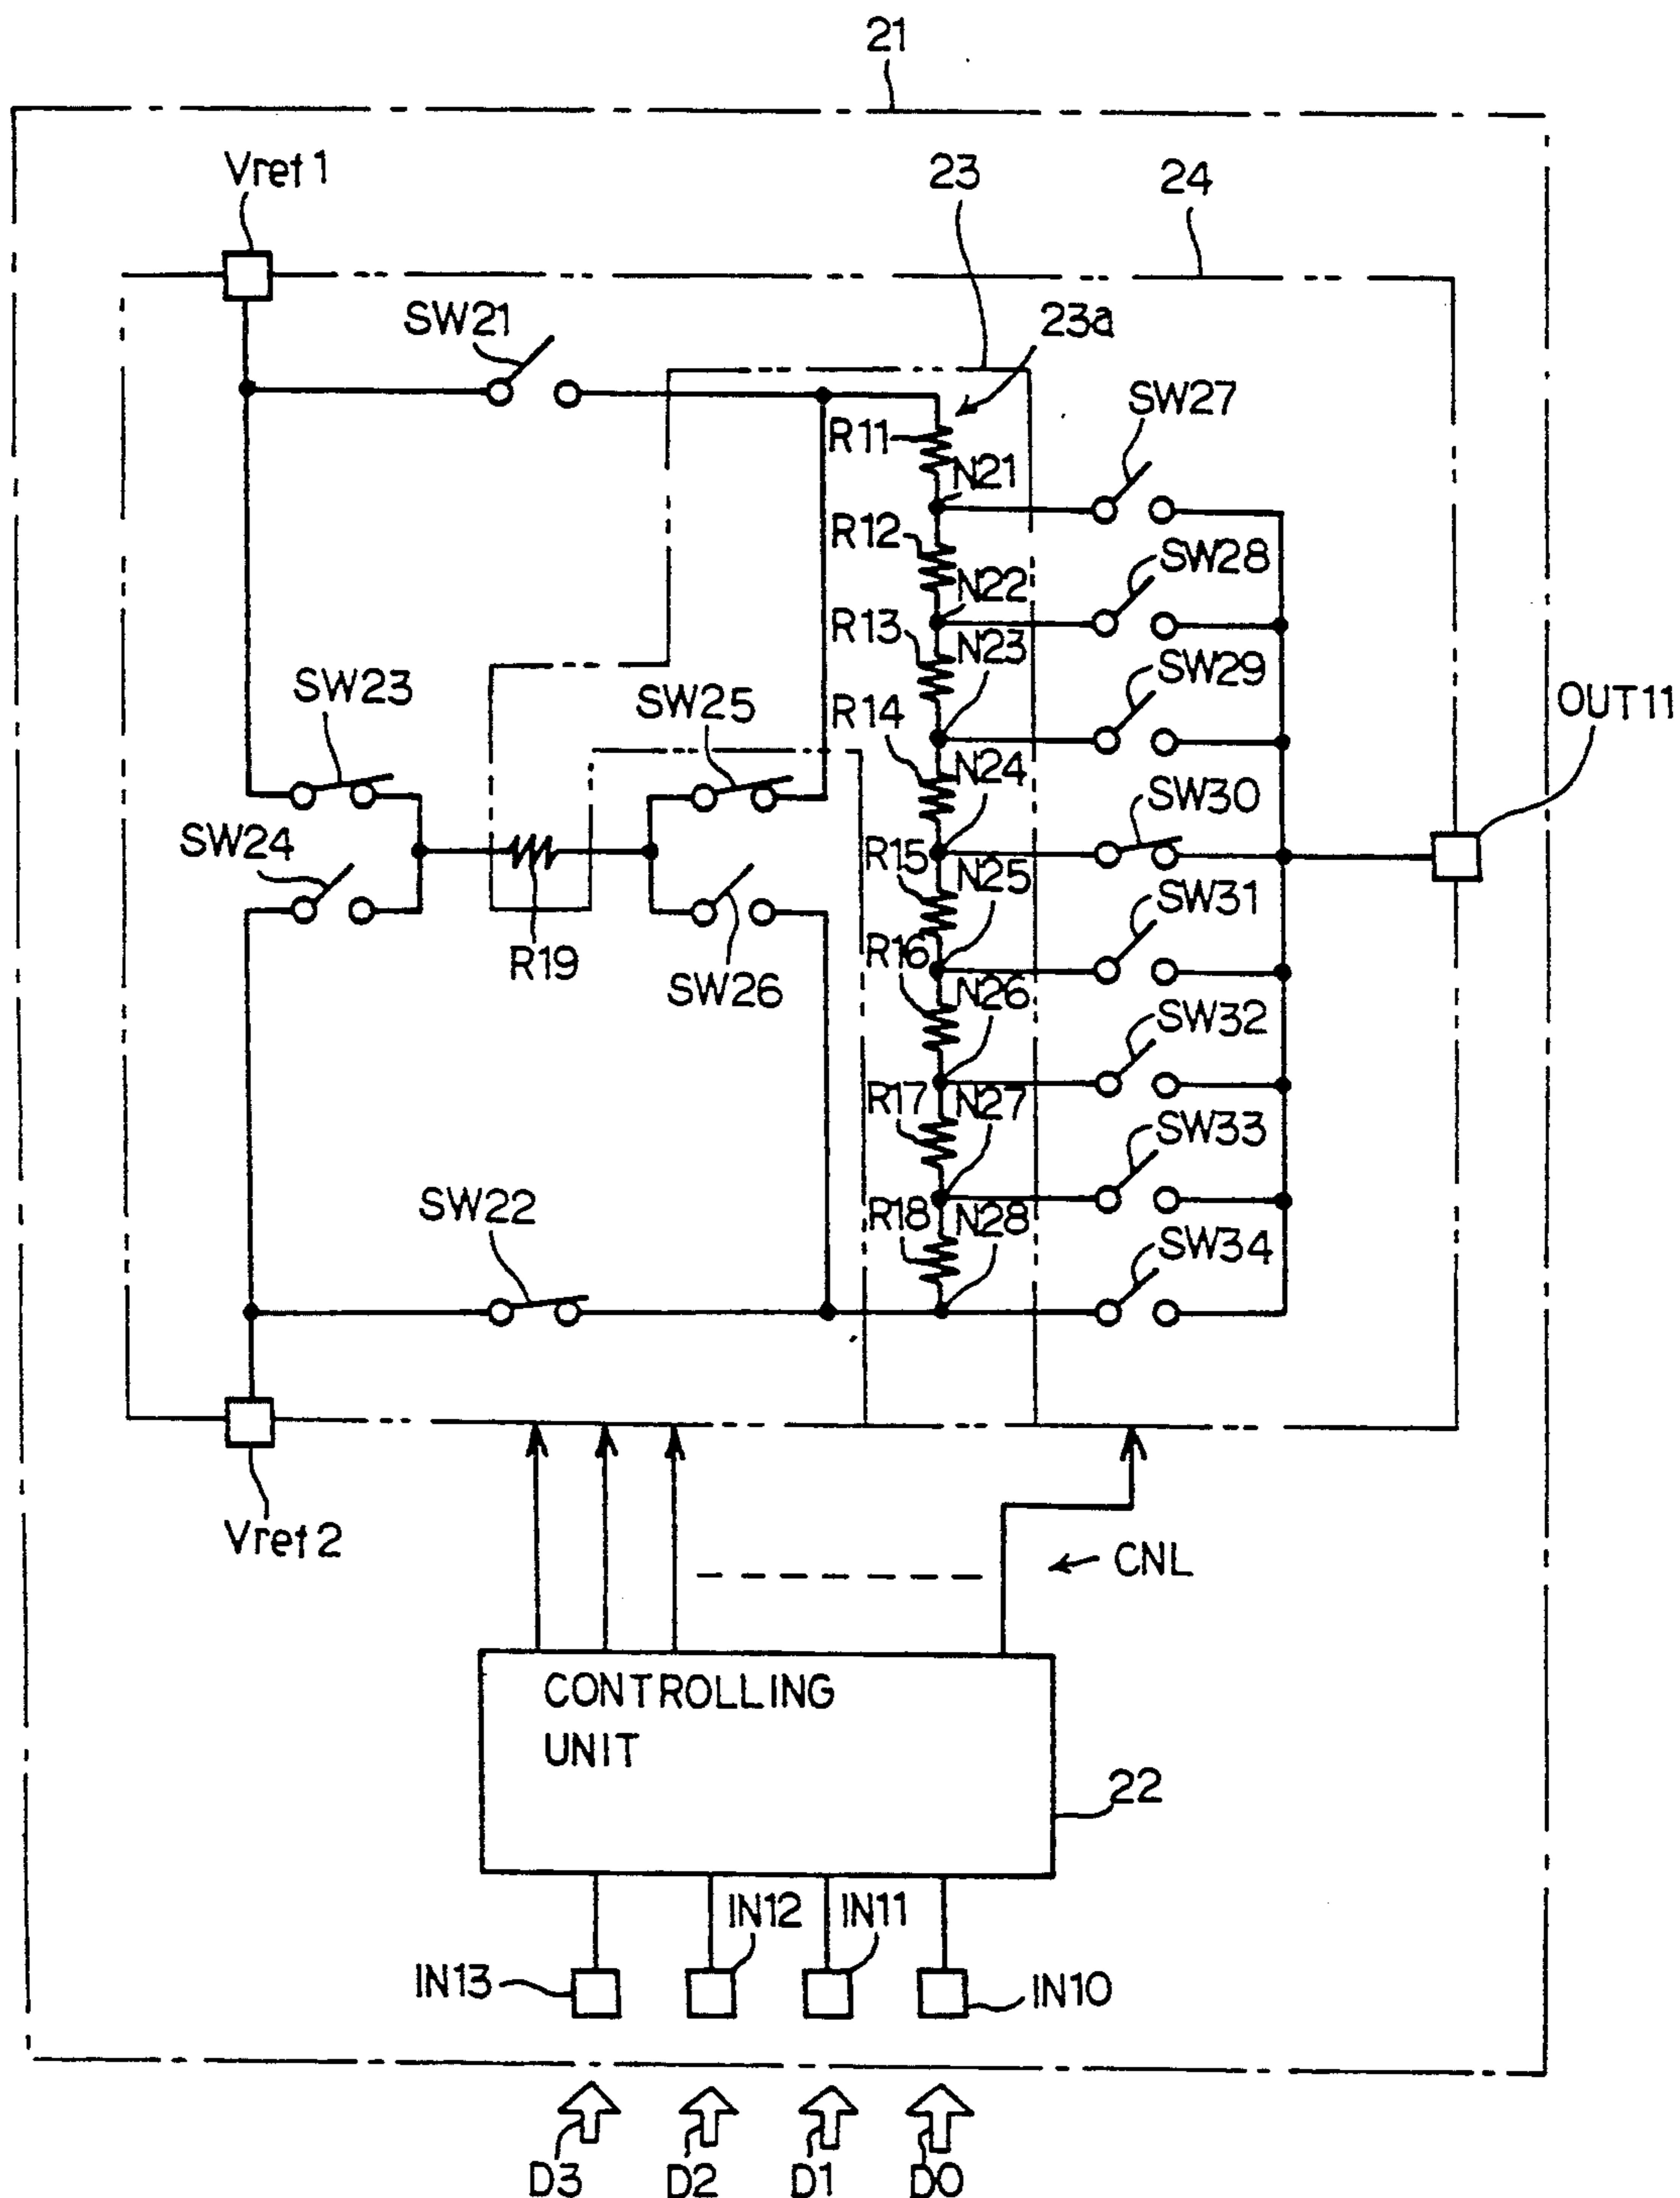 21
Vret1
23
24
SW21
23a
SW27
R11
N21
R12
SW28
N22
R13
N23
SW29
SW23
SW25
R14
OUT11
N24
SW30
SW24
R15
N25
SW31
R19
R16
SW26
N26
SW32
R17
N27
SW33
SW22
R18
N28
SW34
Vret2
CNL
CONTROLLING
UNIT
22
IN12
IN11
IN13
IN10
D3
D2
D1
D0